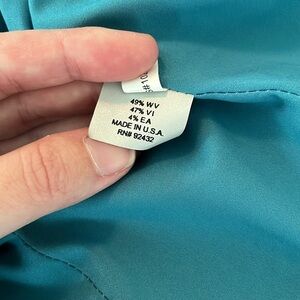 49% WV
47% VI
4% EA
MADE IN U.S.A.
RN# 92432